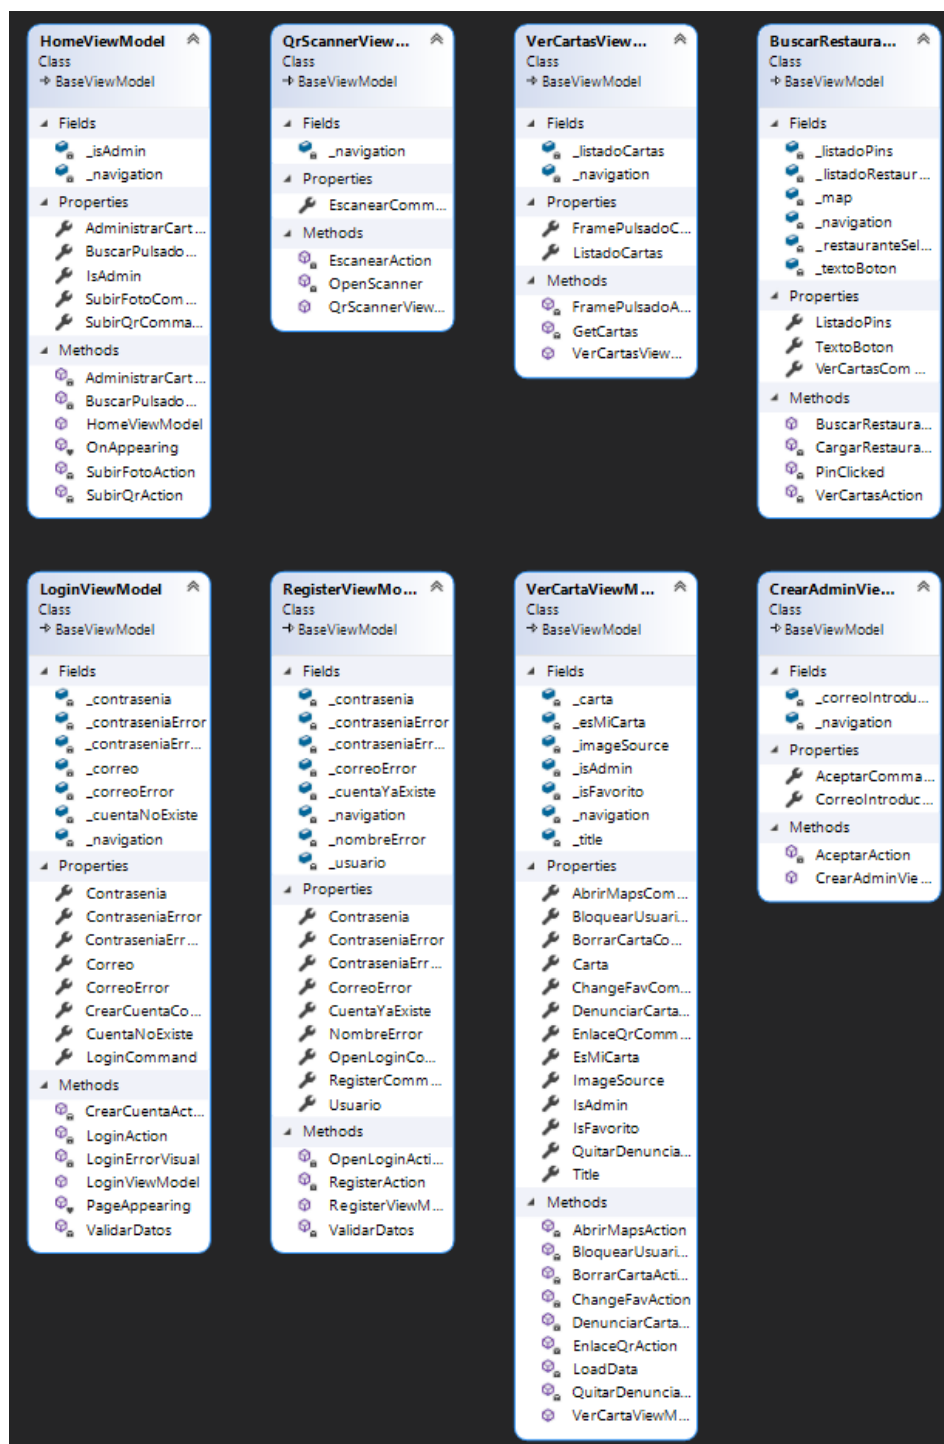 HomeViewModel
Class
BaseViewModel
Fields
_isAdmin
_navigation
Properties
AdministrarCart...
BuscarPulsado...
IsAdmin
SubirFotoCom...
SubirQrComma...
Methods
AdministrarCart...
BuscarPulsado...
HomeViewModel
OnAppearing
SubirFotoAction
SubirQrAction
QrScannerView...
Class
BaseViewModel
Fields
_navigation
Properties
EscanearComm...
Methods
EscanearAction
OpenScanner
QrScannerView...
VerCartasView...
Class
BaseViewModel
Fields
_listadoCartas
_navigation
Properties
FramePulsadoC...
ListadoCartas
Methods
FramePulsadoA...
GetCartas
VerCartasView...
BuscarRestaura...
Class
BaseViewModel
Fields
_listadoPins
_listadoRestaur...
_map
_navigation
_restauranteSel...
_textoBoton
Properties
ListadoPins
TextoBoton
VerCartasCom...
Methods
BuscarRestaura...
CargarRestaura...
PinClicked
VerCartasAction
LoginViewModel
Class
BaseViewModel
Fields
_contrasenia
_contraseniaError
_contraseniaErr...
_correo
_correoError
_cuentaNoExiste
_navigation
Properties
Contrasenia
ContraseniaError
ContraseniaErr...
Correo
CorreoError
CrearCuentaCo...
CuentaNoExiste
LoginCommand
Methods
CrearCuentaAct...
LoginAction
LoginErrorVisual
LoginViewModel
PageAppearing
ValidarDatos
RegisterViewMo...
Class
BaseViewModel
Fields
_contrasenia
_contraseniaError
_contraseniaErr...
_correoError
_cuentaYaExiste
_navigation
_nombreError
_usuario
Properties
Contrasenia
ContraseniaError
ContraseniaErr...
CorreoError
CuentaYaExiste
NombreError
OpenLoginCo...
RegisterComm...
Usuario
Methods
OpenLoginActi...
RegisterAction
RegisterViewM...
ValidarDatos
VerCartaViewM...
Class
BaseViewModel
Fields
_carta
_esMiCarta
_imageSource
_isAdmin
_isFavorito
_navigation
_title
Properties
AbrirMapsCom...
BloquearUsuari...
BorrarCartaCo...
Carta
ChangeFavCom...
DenunciarCarta...
EnlaceQrComm...
EsMiCarta
ImageSource
IsAdmin
IsFavorito
QuitarDenuncia...
Title
Methods
AbrirMapsAction
BloquearUsuari...
BorrarCartaActi...
ChangeFavAction
DenunciarCarta...
EnlaceQrAction
LoadData
QuitarDenuncia...
VerCartaViewM...
CrearAdminVie...
Class
BaseViewModel
Fields
_correoIntrodu...
_navigation
Properties
AceptarComma...
CorreoIntroduc...
Methods
AceptarAction
CrearAdminVie...